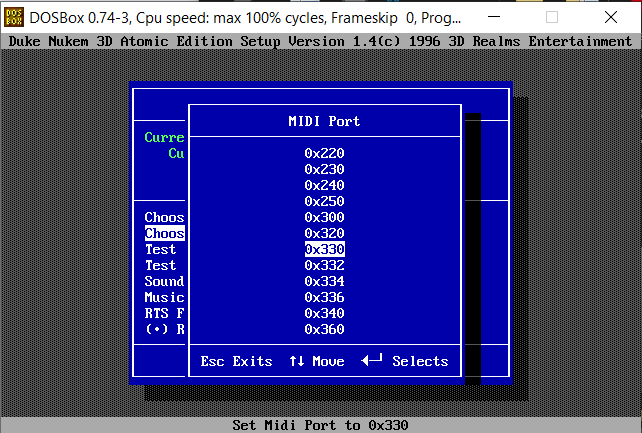 DOS
BOX
DOSBox 0.74-3, Cpu speed: max 100% cycles, Frameskip 0, Prog...
Duke Nukem 3D Atomic Edition Setup Version 1.4(c) 1996 3D Realms Entertainment
MIDI Port
Curre
Cu
0x220
0x230
0x240
0x250
Choos
0x300
Choos
0x320
Test
0x330
Test
0x332
Sound
0x334
Music
0x336
RTS F
0x340
(•) R
0x360
Esc Exits ↑↓ Move ◄─┘ Selects
Set Midi Port to 0x330